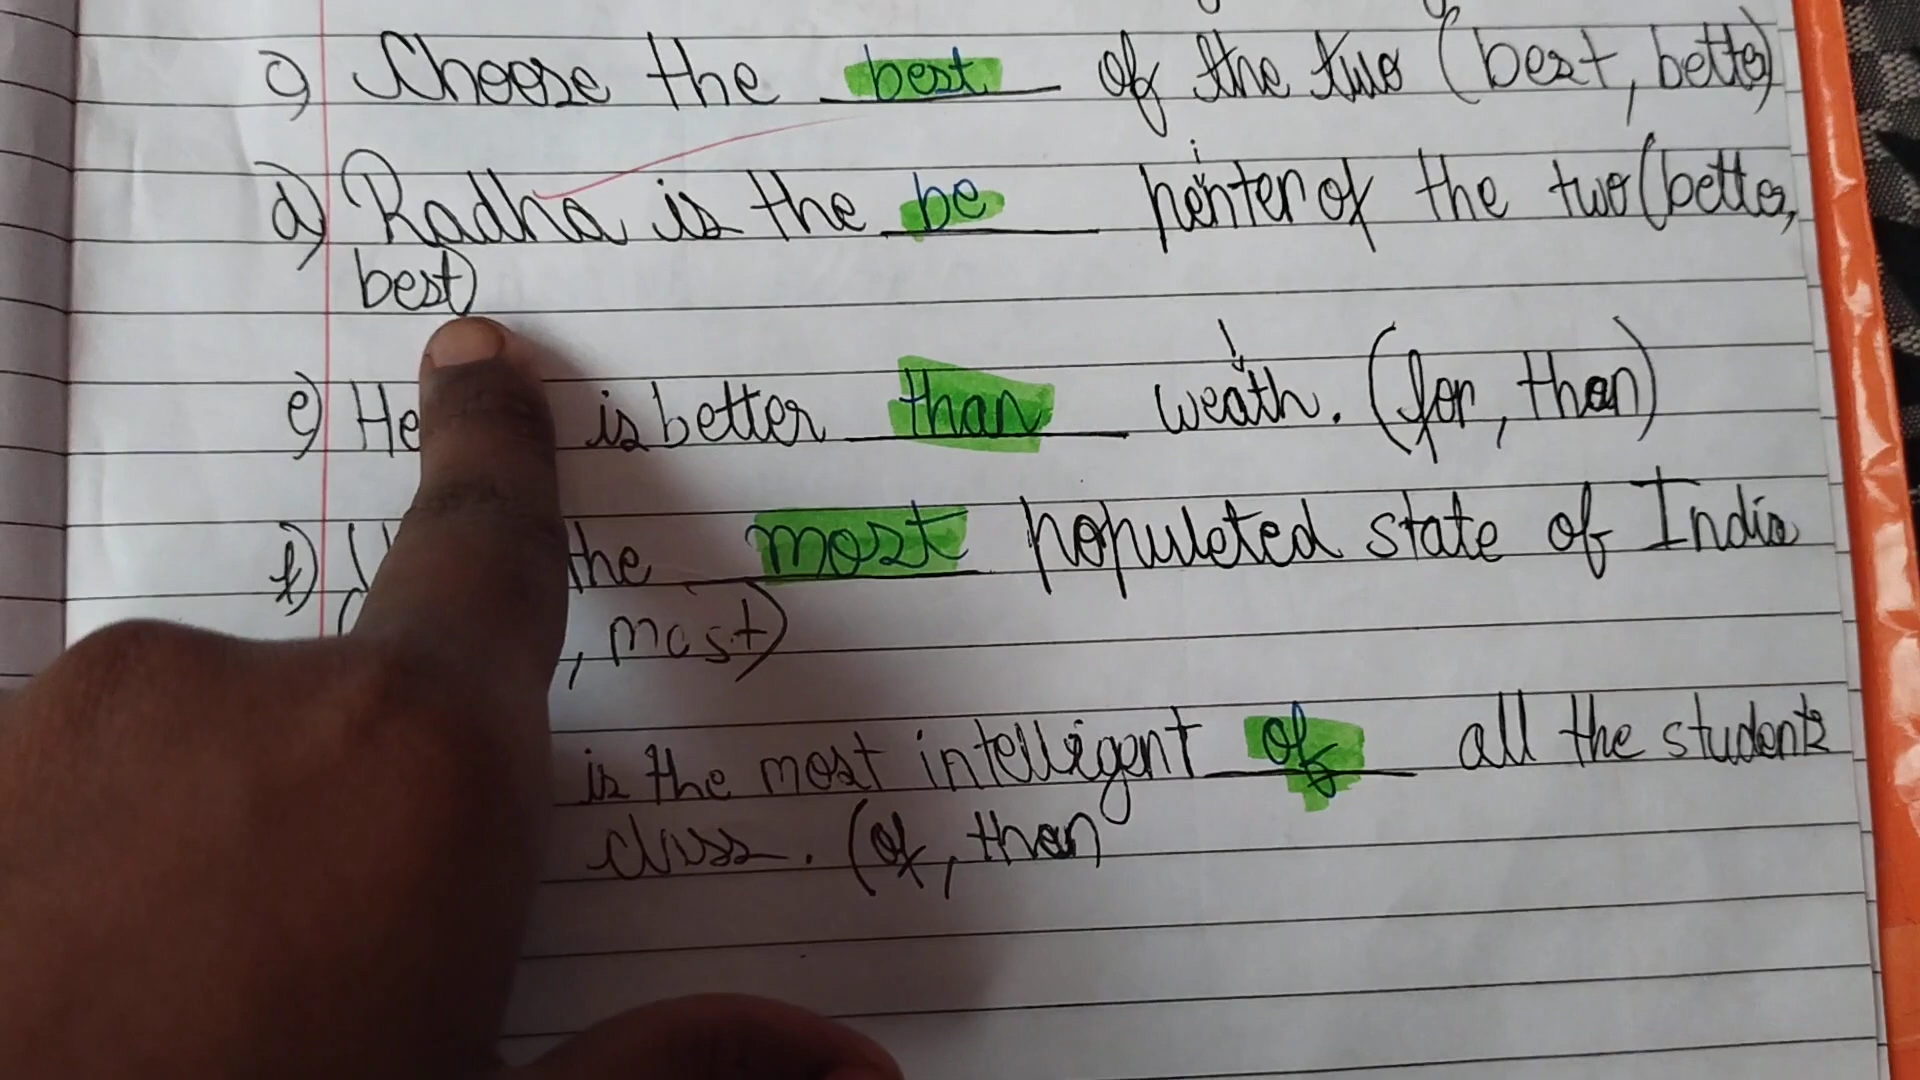 c) Choose the best of the two (best, better)
d) Radha is the be painter of the two (better,
best)
e) He is better than wealth. (for, than)
f) the most populated state of India
, most)
is the most intelligent of all the students
class. (of, than